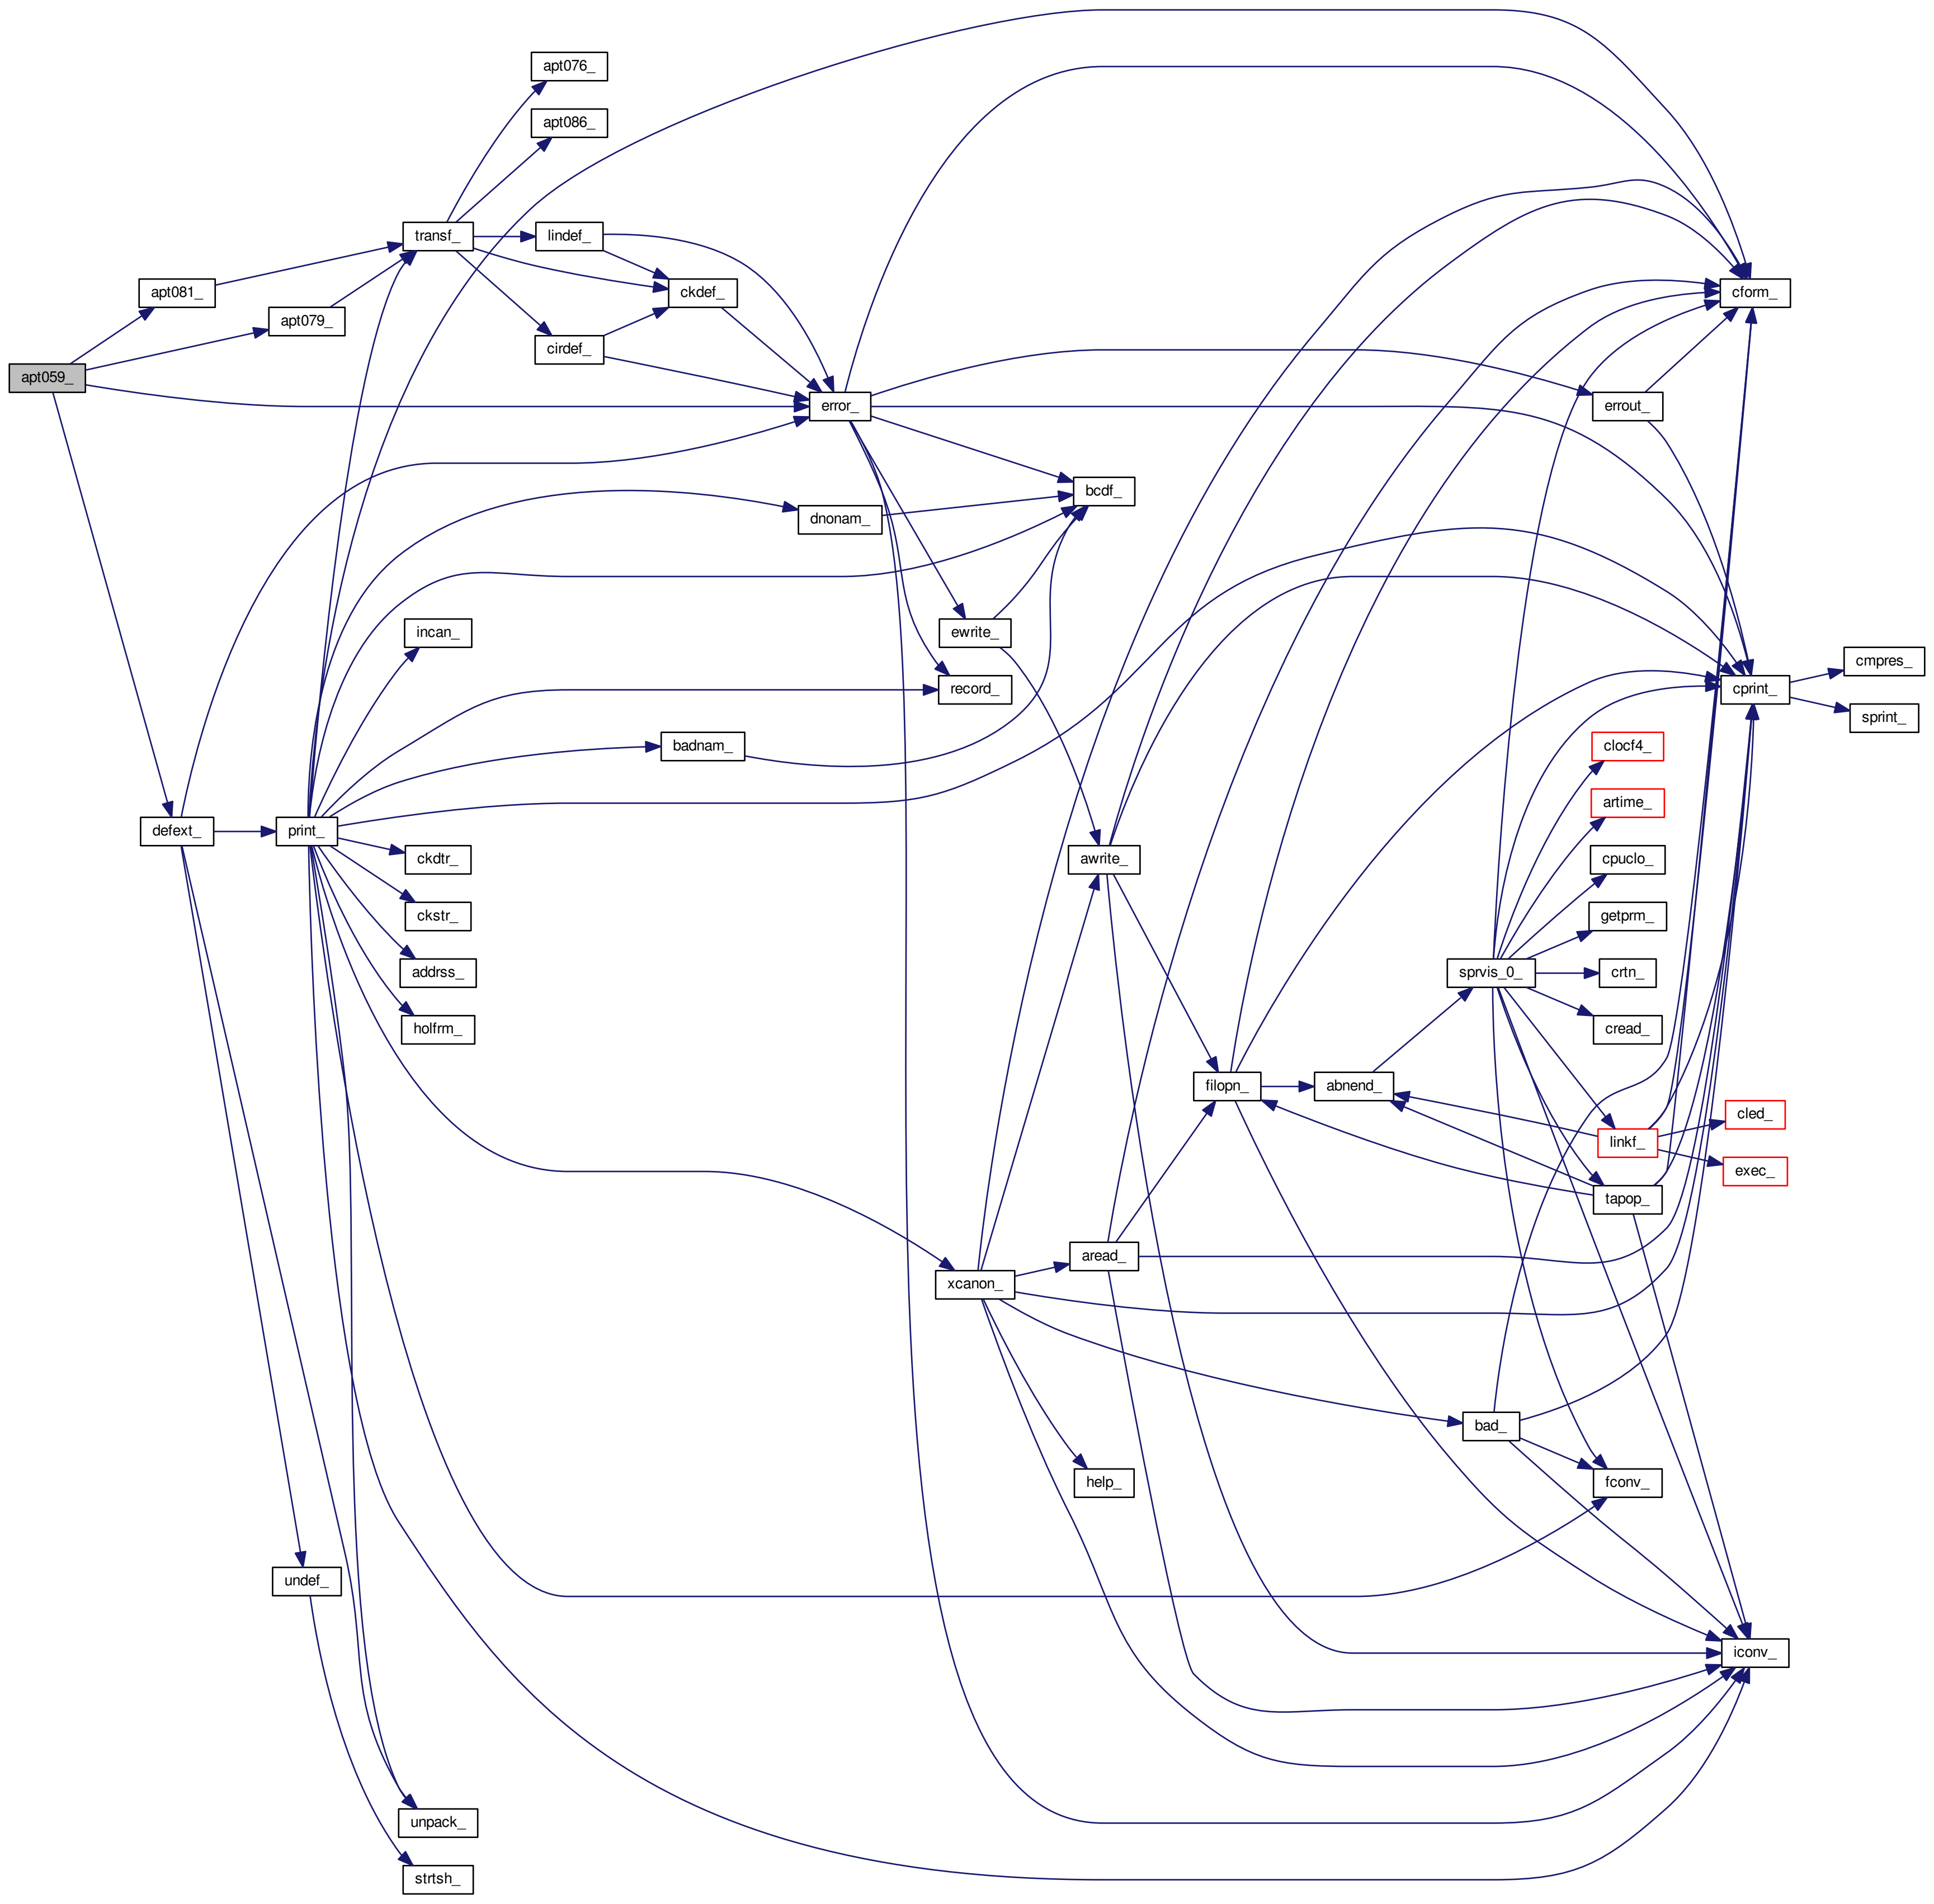 apt076_
apt086_
transf_
lindef_
apt081_
ckdef_
cform_
apt079_
cirdef_
apt059_
error_
errout_
bcdf_
dnonam_
incan_
ewrite_
cmpres_
record_
cprint_
sprint_
badnam_
clocf4_
artime_
defext_
print_
ckdtr_
awrite_
cpuclo_
ckstr_
getprm_
addrss_
sprvis_0_
crtn_
holfrm_
cread_
filopn_
abnend_
cled_
linkf_
exec_
tapop_
aread_
xcanon_
bad_
help_
fconv_
undef_
iconv_
unpack_
strtsh_